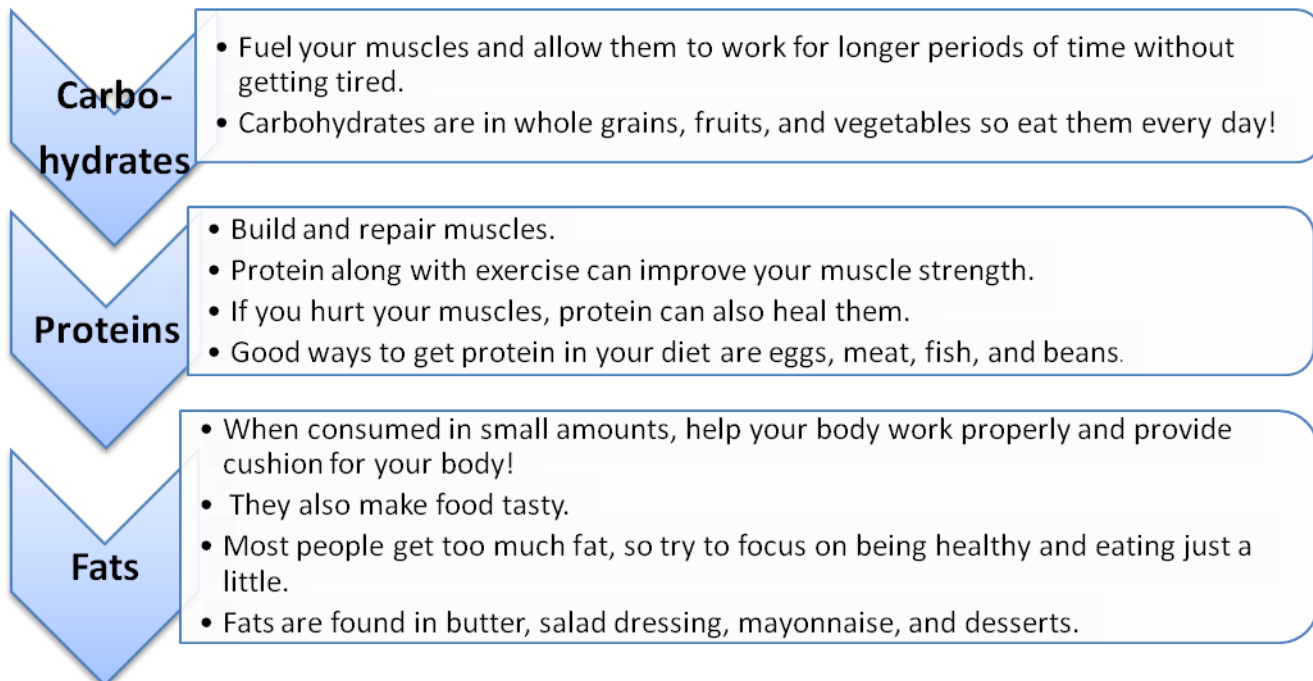 Carbo-
hydrates
• Fuel your muscles and allow them to work for longer periods of time without
getting tired.
• Carbohydrates are in whole grains, fruits, and vegetables so eat them every day!
Proteins
• Build and repair muscles.
• Protein along with exercise can improve your muscle strength.
• If you hurt your muscles, protein can also heal them.
• Good ways to get protein in your diet are eggs, meat, fish, and beans.
Fats
• When consumed in small amounts, help your body work properly and provide
cushion for your body!
• They also make food tasty.
• Most people get too much fat, so try to focus on being healthy and eating just a
little.
• Fats are found in butter, salad dressing, mayonnaise, and desserts.